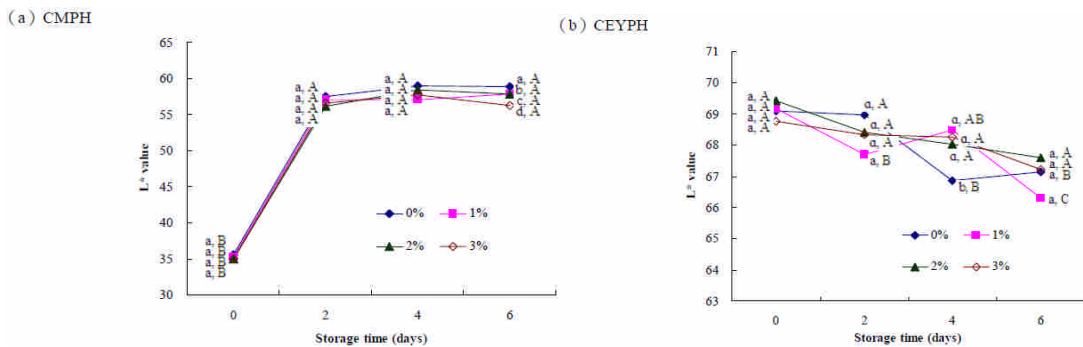 (a) CMPH
65
60
55
50
45
40
35
30
L* value
a, A
a, A
a, A
a, A
a, A
a, A
a, A
a, A
a, A
b, A
c, A
d, A
a, B
a, B
a, B
a, B
0%
1%
2%
3%
0
2
4
6
Storage time (days)
(b) CEYPH
71
70
69
68
67
66
65
64
63
L* value
a, A
a, A
a, A
a, A
a, A
a, A
a, A
a, B
a, AB
a, A
a, A
b, B
a, A
a, A
a, B
a, C
0%
1%
2%
3%
0
2
4
6
Storage time (days)